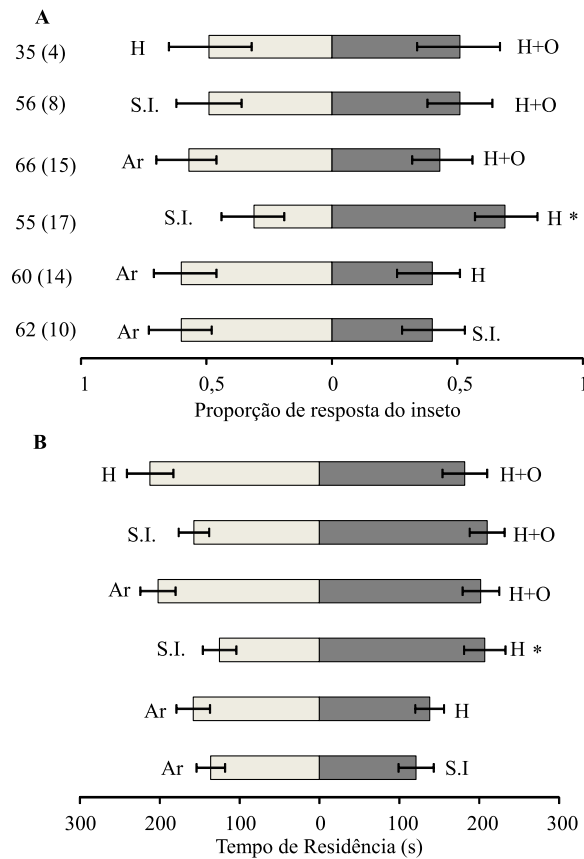 A
35 (4) H H+O
56 (8) S.I. H+O
66 (15) Ar H+O
55 (17) S.I. H *
60 (14) Ar H
62 (10) Ar S.I.
1 0,5 0 0,5 1
Proporção de resposta do inseto
B
H H+O
S.I. H+O
Ar H+O
S.I. H *
Ar H
Ar S.I
300 200 100 0 100 200 300
Tempo de Residência (s)